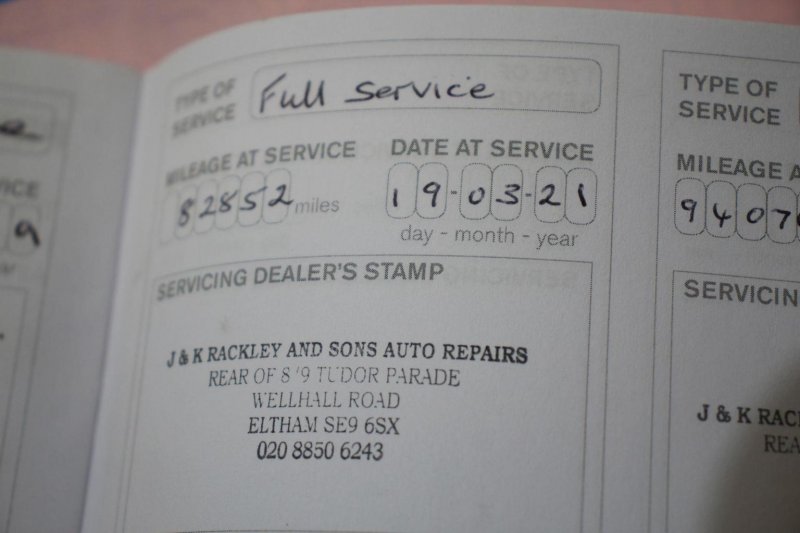 TYPE OF SERVICE Full Service
MILEAGE AT SERVICE
82852 miles
DATE AT SERVICE
19-03-21
day - month - year
SERVICING DEALER'S STAMP
J & K RACKLEY AND SONS AUTO REPAIRS
REAR OF 8/9 TUDOR PARADE
WELLHALL ROAD
ELTHAM SE9 6SX
020 8850 6243
TYPE OF
SERVICE
MILEAGE A
9407
SERVICIN
J & K RAC
REA